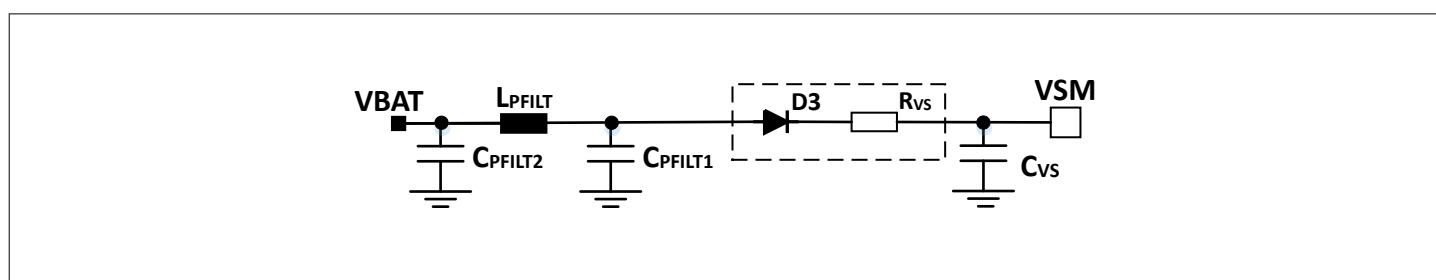 VBAT
LPFILT
D3
RVS
VSM
CPFILT2
CPFILT1
CVS